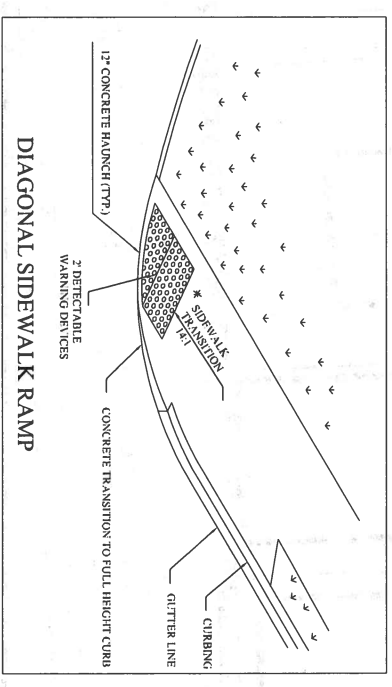 * SIDEWALK
TRANSITION
14:1
CURBING
GUTTER LINE
12" CONCRETE HAUNCH (TYP.)
2' DETECTABLE
WARNING DEVICES
CONCRETE TRANSITION TO FULL HEIGHT CURB
DIAGONAL SIDEWALK RAMP